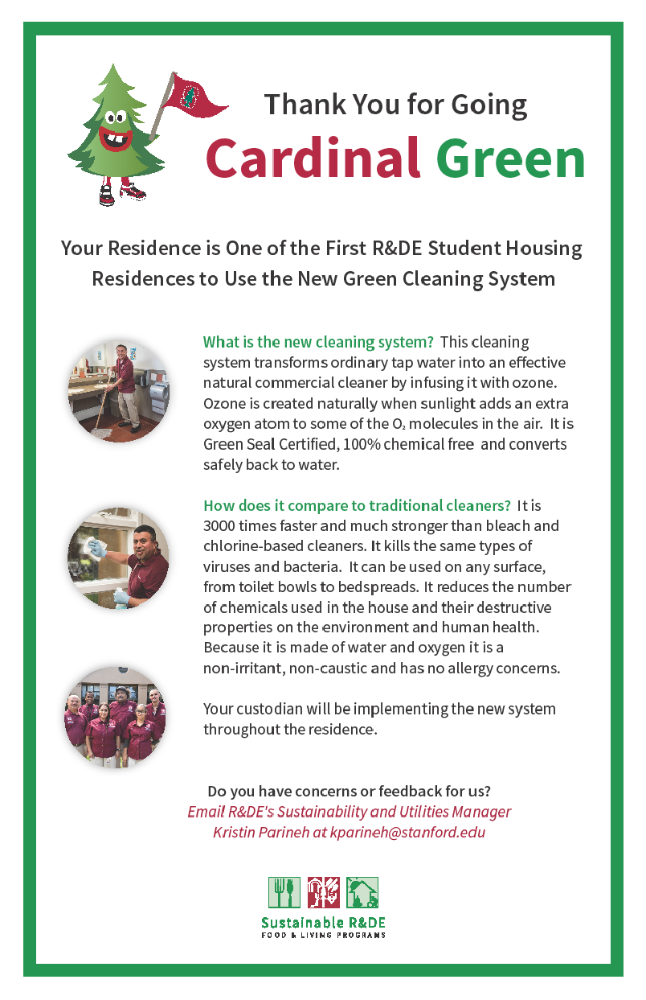 Thank You for Going
Cardinal Green
Your Residence is One of the First R&DE Student Housing
Residences to Use the New Green Cleaning System
What is the new cleaning system? This cleaning
system transforms ordinary tap water into an effective
natural commercial cleaner by infusing it with ozone.
Ozone is created naturally when sunlight adds an extra
oxygen atom to some of the O₂ molecules in the air. It is
Green Seal Certified, 100% chemical free and converts
safely back to water.
How does it compare to traditional cleaners? It is
3000 times faster and much stronger than bleach and
chlorine-based cleaners. It kills the same types of
viruses and bacteria. It can be used on any surface,
from toilet bowls to bedspreads. It reduces the number
of chemicals used in the house and their destructive
properties on the environment and human health.
Because it is made of water and oxygen it is a
non-irritant, non-caustic and has no allergy concerns.
Your custodian will be implementing the new system
throughout the residence.
Do you have concerns or feedback for us?
Email R&DE's Sustainability and Utilities Manager
Kristin Parineh at kparineh@stanford.edu
Sustainable R&DE
FOOD & LIVING PROGRAMS